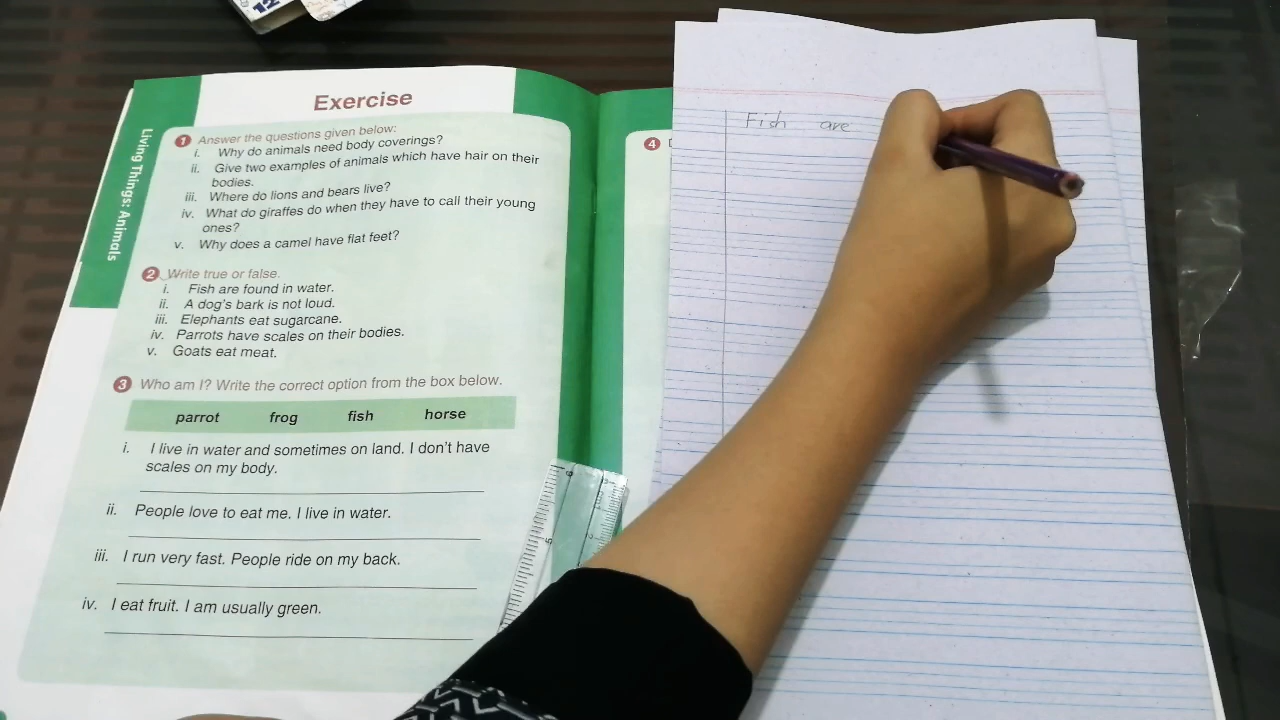 12
Living Things: Animals
Exercise
1 Answer the questions given below:
i. Why do animals need body coverings?
ii. Give two examples of animals which have hair on their
bodies.
iii. Where do lions and bears live?
iv. What do giraffes do when they have to call their young
ones?
v. Why does a camel have flat feet?
2 Write true or false.
i. Fish are found in water.
ii. A dog's bark is not loud.
iii. Elephants eat sugarcane.
iv. Parrots have scales on their bodies.
v. Goats eat meat.
3 Who am I? Write the correct option from the box below.
parrot frog fish horse
i. I live in water and sometimes on land. I don't have
scales on my body.
ii. People love to eat me. I live in water.
iii. I run very fast. People ride on my back.
iv. I eat fruit. I am usually green.
4
Fish are